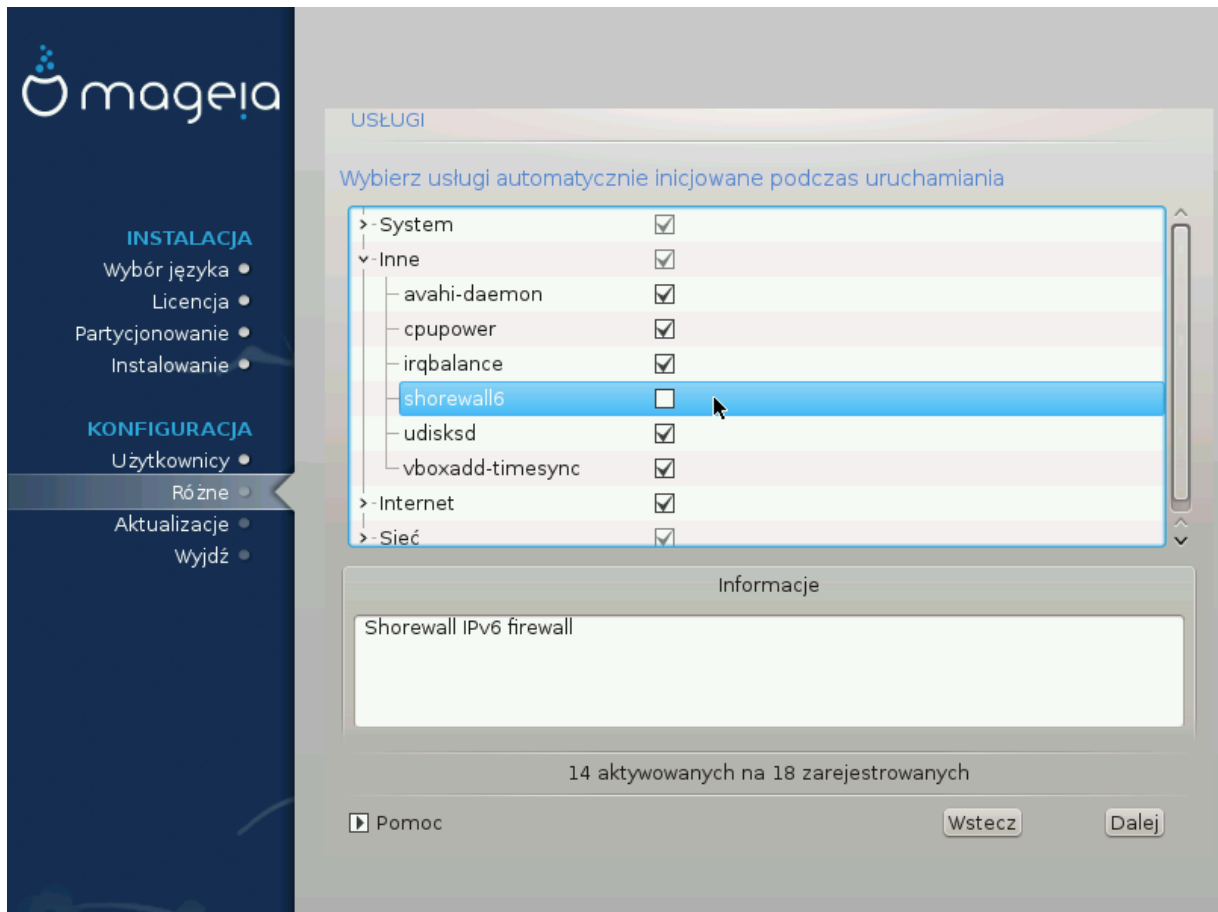 mageia
INSTALACJA
Wybór języka
Licencja
Partycjonowanie
Instalowanie
KONFIGURACJA
Użytkownicy
Różne
Aktualizacje
Wyjdź
USŁUGI
Wybierz usługi automatycznie inicjowane podczas uruchamiania
System
Inne
avahi-daemon
cpupower
irqbalance
shorewall6
udisksd
vboxadd-timesync
Internet
Sieć
Informacje
Shorewall IPv6 firewall
14 aktywowanych na 18 zarejestrowanych
Pomoc
Wstecz
Dalej